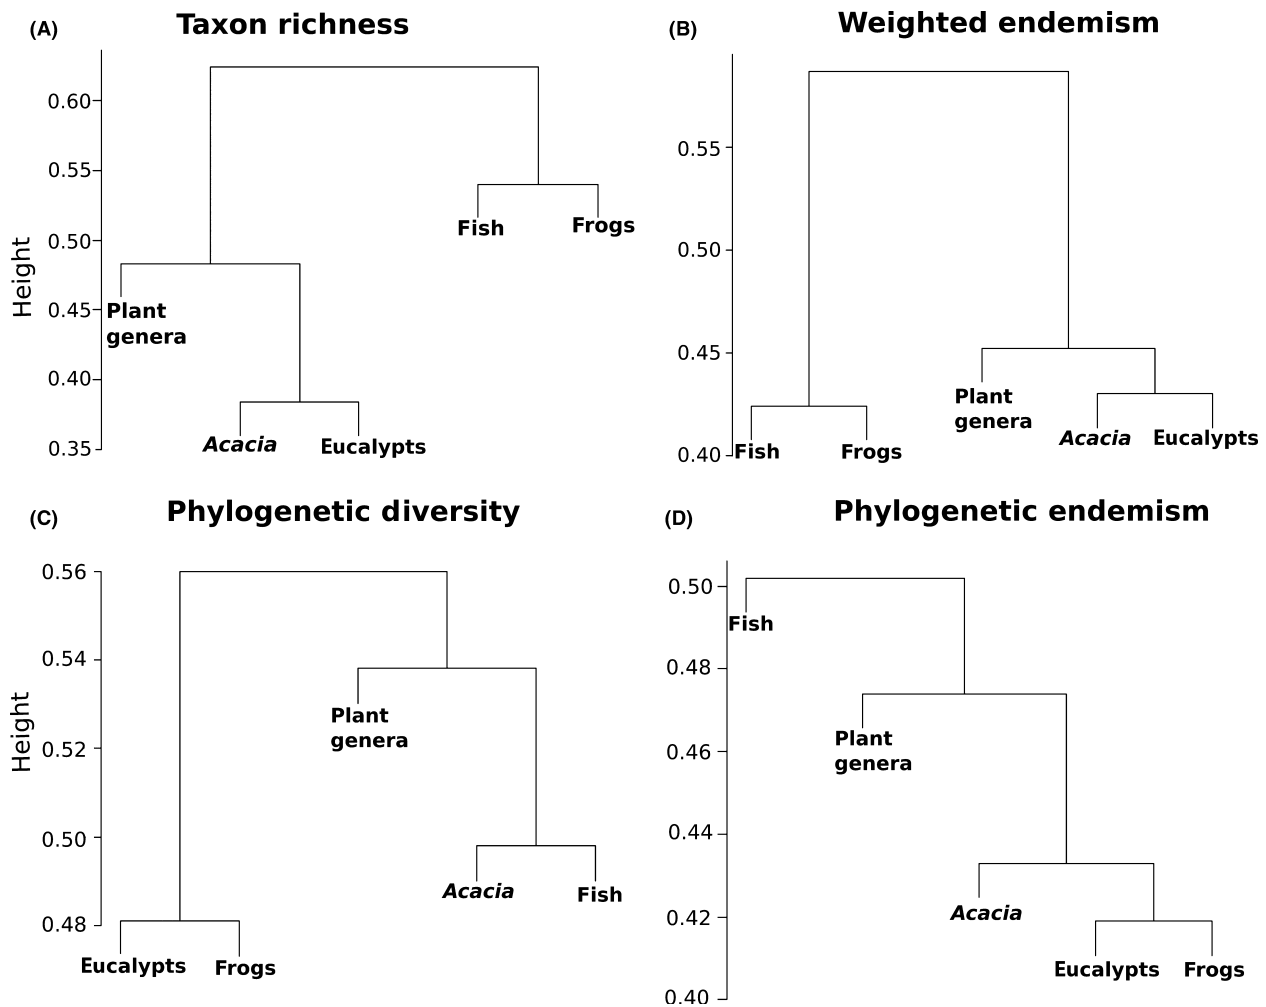 (A) Taxon richness
Height
0.60
0.55
0.50
0.45
0.40
0.35
Fish Frogs
Plant
genera
Acacia Eucalypts
(B) Weighted endemism
0.55
0.50
0.45
0.40
Plant
genera
Acacia Eucalypts
Fish Frogs
(C) Phylogenetic diversity
Height
0.56
0.54
0.52
0.50
0.48
Plant
genera
Acacia Fish
Eucalypts Frogs
(D) Phylogenetic endemism
0.50
0.48
0.46
0.44
0.42
0.40
Fish
Plant
genera
Acacia
Eucalypts Frogs